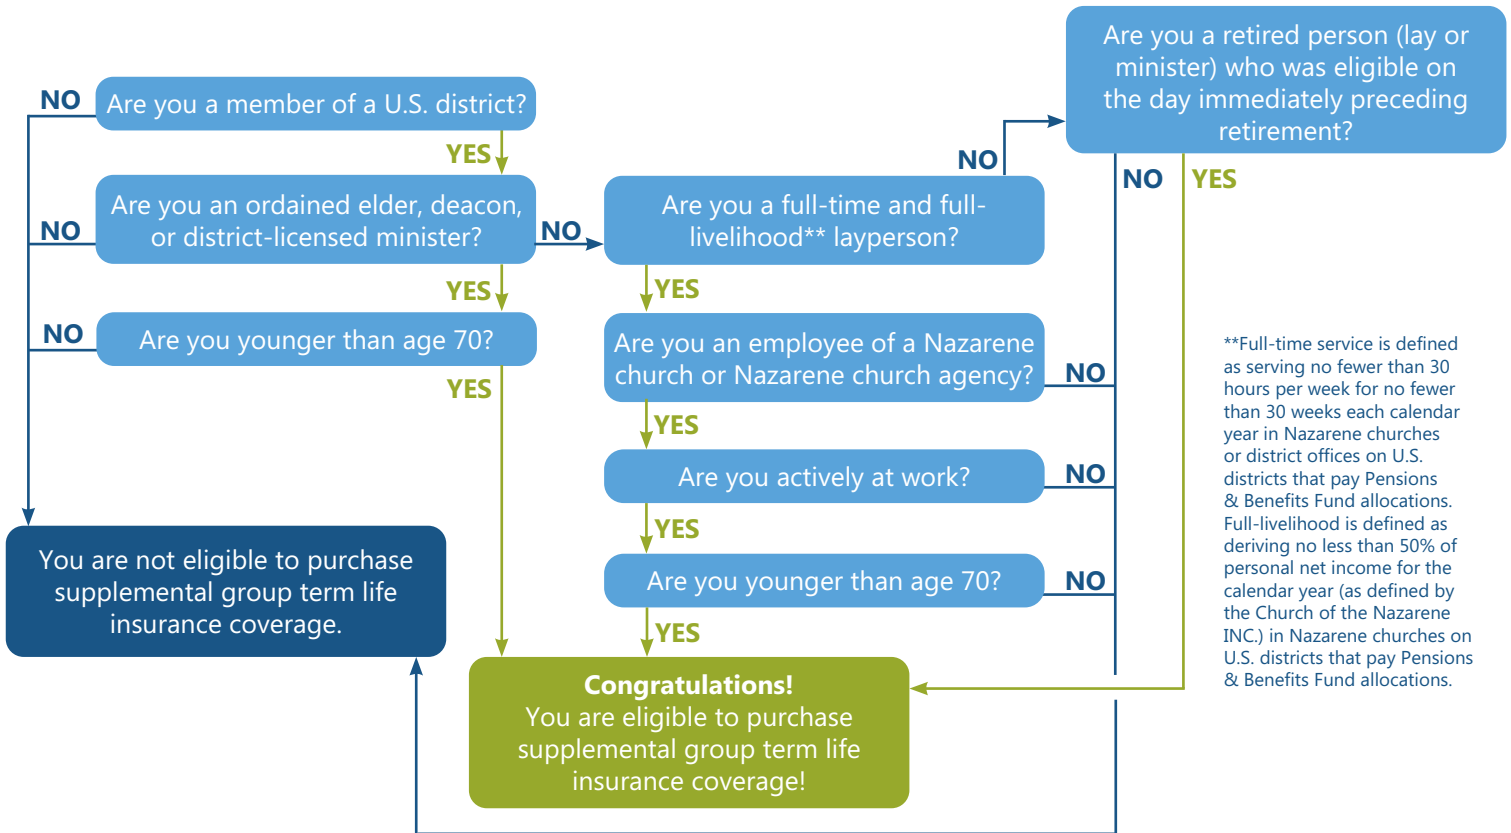 NO
Are you a member of a U.S. district?
YES
NO
Are you an ordained elder, deacon,
or district-licensed minister?
NO
YES
NO
Are you younger than age 70?
YES
You are not eligible to purchase
supplemental group term life
insurance coverage.
Are you a full-time and full-
livelihood** layperson?
NO
YES
Are you an employee of a Nazarene
church or Nazarene church agency?
NO
YES
Are you actively at work?
NO
YES
Are you younger than age 70?
NO
YES
Congratulations!
You are eligible to purchase
supplemental group term life
insurance coverage!
Are you a retired person (lay or
minister) who was eligible on
the day immediately preceding
retirement?
NO
YES
**Full-time service is defined
as serving no fewer than 30
hours per week for no fewer
than 30 weeks each calendar
year in Nazarene churches
or district offices on U.S.
districts that pay Pensions
& Benefits Fund allocations.
Full-livelihood is defined as
deriving no less than 50% of
personal net income for the
calendar year (as defined by
the Church of the Nazarene
INC.) in Nazarene churches on
U.S. districts that pay Pensions
& Benefits Fund allocations.